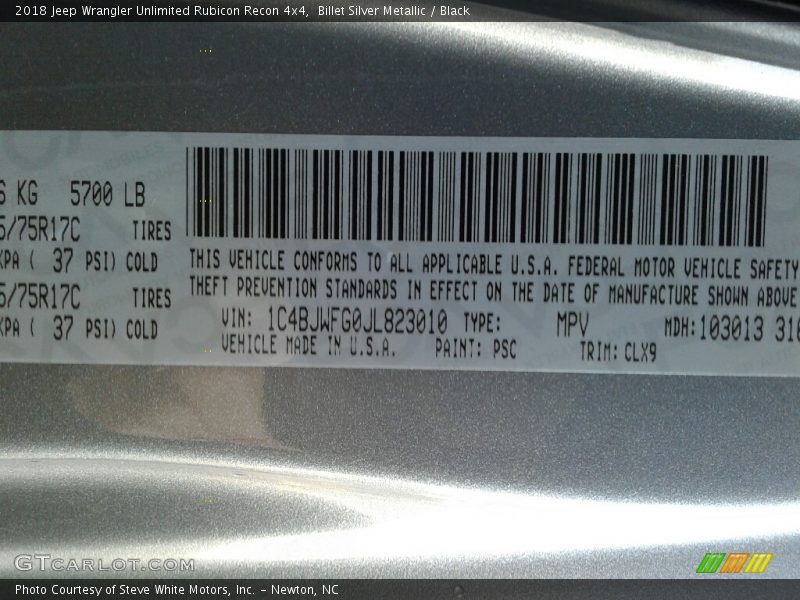 2018 Jeep Wrangler Unlimited Rubicon Recon 4x4, Billet Silver Metallic / Black
KG 5700 LB
5/75R17C TIRES
KPA ( 37 PSI) COLD
5/75R17C TIRES
KPA ( 37 PSI) COLD
THIS VEHICLE CONFORMS TO ALL APPLICABLE U.S.A. FEDERAL MOTOR VEHICLE SAFETY
THEFT PREVENTION STANDARDS IN EFFECT ON THE DATE OF MANUFACTURE SHOWN ABOVE
VIN: 1C4BJWFG0JL823010 TYPE: MPV MDH: 103013 316
VEHICLE MADE IN U.S.A. PAINT: PSC TRIM: CLX9
GTCARLOT.COM
Photo Courtesy of Steve White Motors, Inc. – Newton, NC